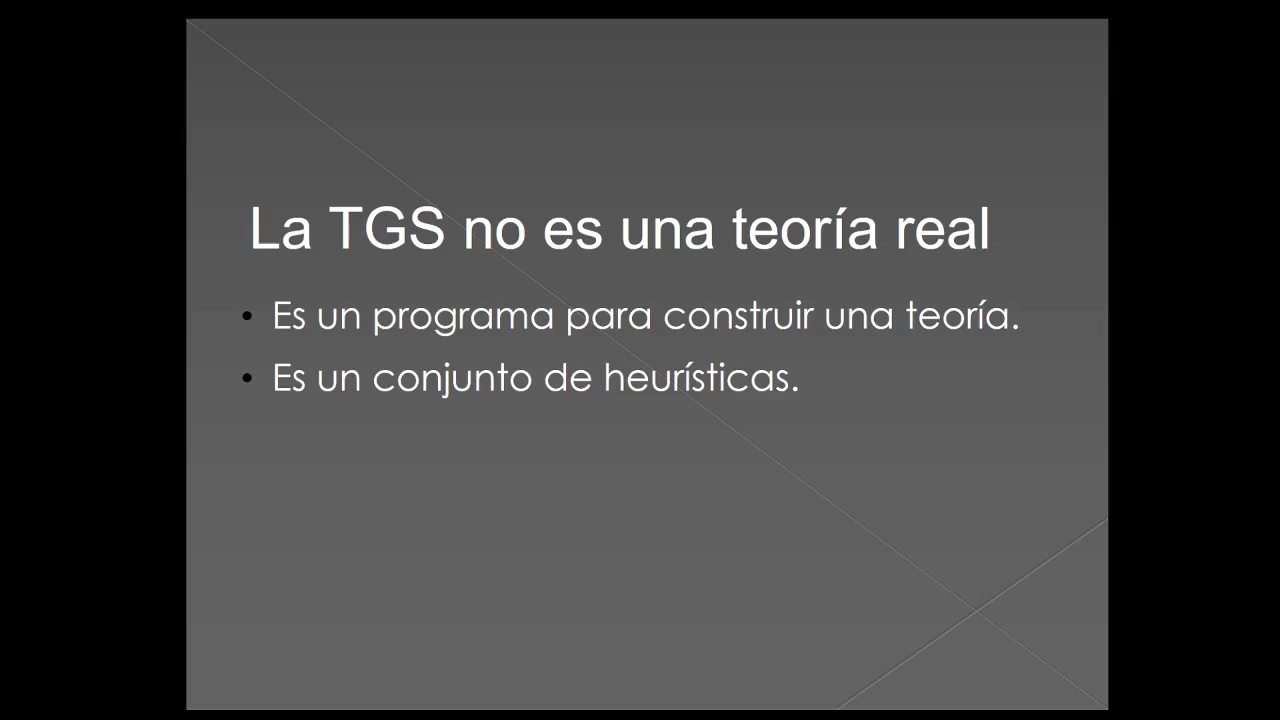 La TGS no es una teoría real
• Es un programa para construir una teoría.
• Es un conjunto de heurísticas.